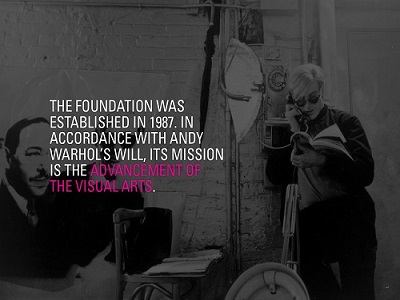 THE FOUNDATION WAS
ESTABLISHED IN 1987. IN
ACCORDANCE WITH ANDY
WARHOL'S WILL, ITS MISSION
IS THE ADVANCEMENT OF
THE VISUAL ARTS.